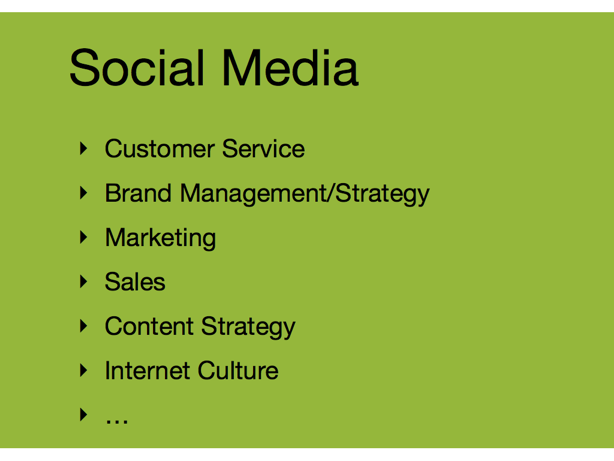 Social Media
‣ Customer Service
‣ Brand Management/Strategy
‣ Marketing
‣ Sales
‣ Content Strategy
‣ Internet Culture
‣ …